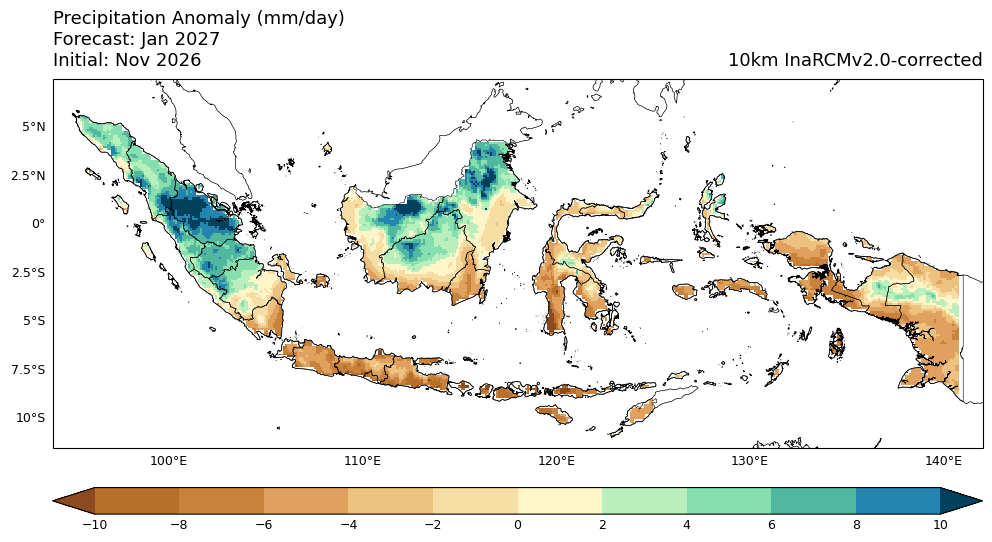 Precipitation Anomaly (mm/day)
Forecast: Jan 2027
Initial: Nov 2026
10km InaRCMv2.0-corrected
5°N
2.5°N
0°
2.5°S
5°S
7.5°S
10°S
100°E 110°E 120°E 130°E 140°E
−10 −8 −6 −4 −2 0 2 4 6 8 10